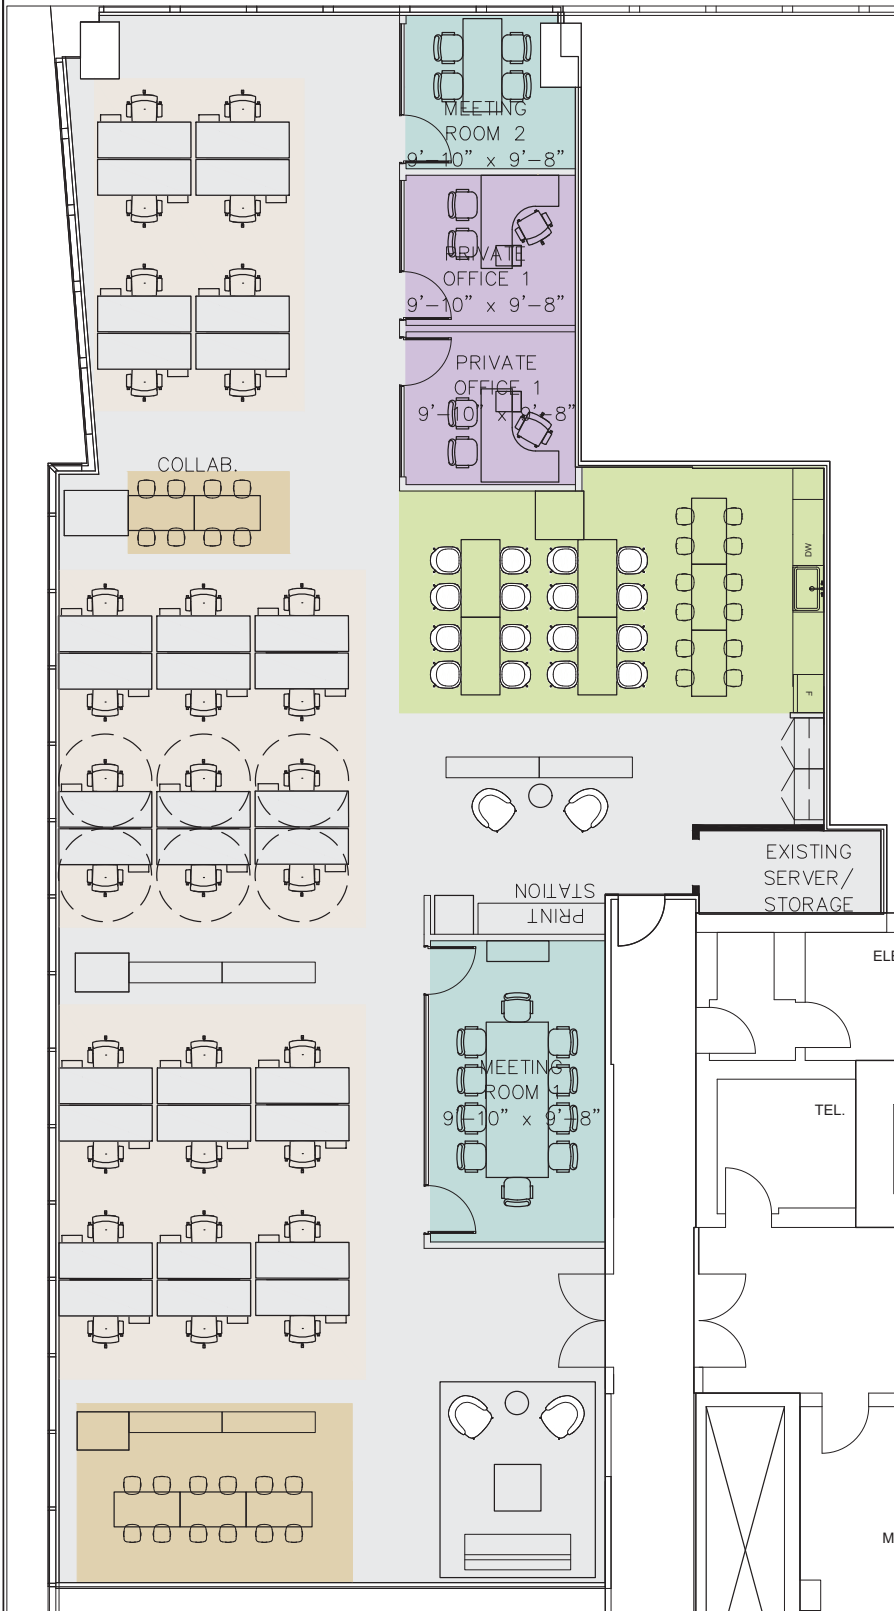 MEETING
ROOM 2
9'-10" x 9'-8"
PRIVATE
OFFICE 1
9'-10" x 9'-8"
PRIVATE
OFFICE 1
9'-10" x 9'-8"
COLLAB.
DW
F
EXISTING
SERVER/
STORAGE
PRINT
STATION
ELE
MEETING
ROOM 1
9'-10" x 9'-8"
TEL.
M